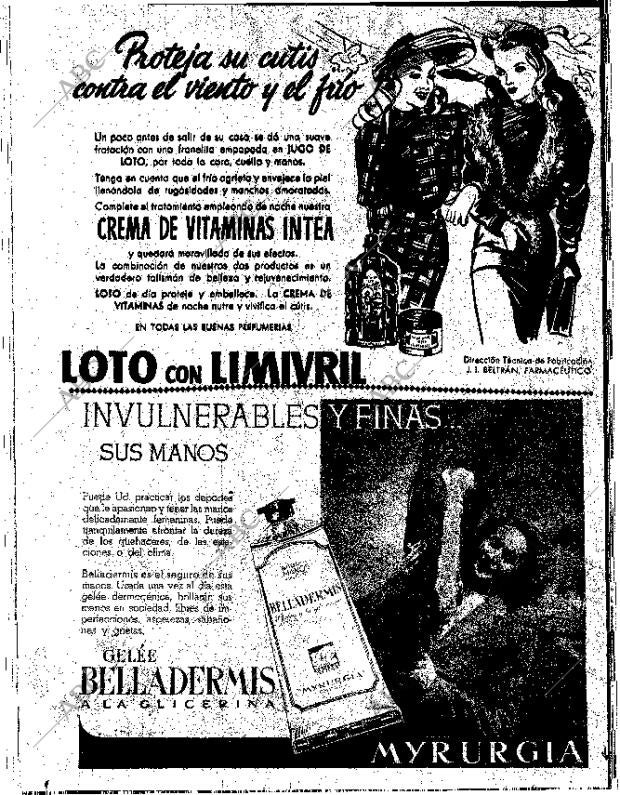 Proteja su cutis
contra el viento y el frío
Un poco antes de salir de su casa, se dá una suave
frotación con una franelita empapada en JUGO DE
LOTO, por toda la cara, cuello y manos.
Tenga en cuenta que el frío agrieta y envejece la piel
llenándola de rugosidades y manchas amoratadas.
Complete el tratamiento empleando de noche nuestra
CREMA DE VITAMINAS INTEA
y quedará maravillada de sus efectos.
La combinación de nuestros dos productos es un
verdadero talismán de belleza y rejuvenecimiento.
LOTO de día proteje y embellece. La CREMA DE
VITAMINAS de noche nutre y vivifica el cutis.
EN TODAS LAS BUENAS PERFUMERIAS
LOTO CON LIMIVRIL
Dirección Técnica de Fabricación
J. I. BELTRÁN, FARMACÉUTICO
INVULNERABLES Y FINAS...
SUS MANOS
Puede Ud. practicar los deportes
que le apasionan y tener las manos
delicadamente femeninas. Puede
tranquilamente afrontar la dureza
de los quehaceres, de las esta-
ciones o del clima.
Belladermis es el seguro de sus
manos. Usada una vez al día esta
gelée dermogénica, brillarán sus
manos en sociedad, libres de im-
perfecciones, asperezas, sabaño-
nes y grietas.
GELÉE
BELLADERMIS
A LA GLICERINA
BELLADERMIS
MYRURGIA
MYRURGIA
ABC